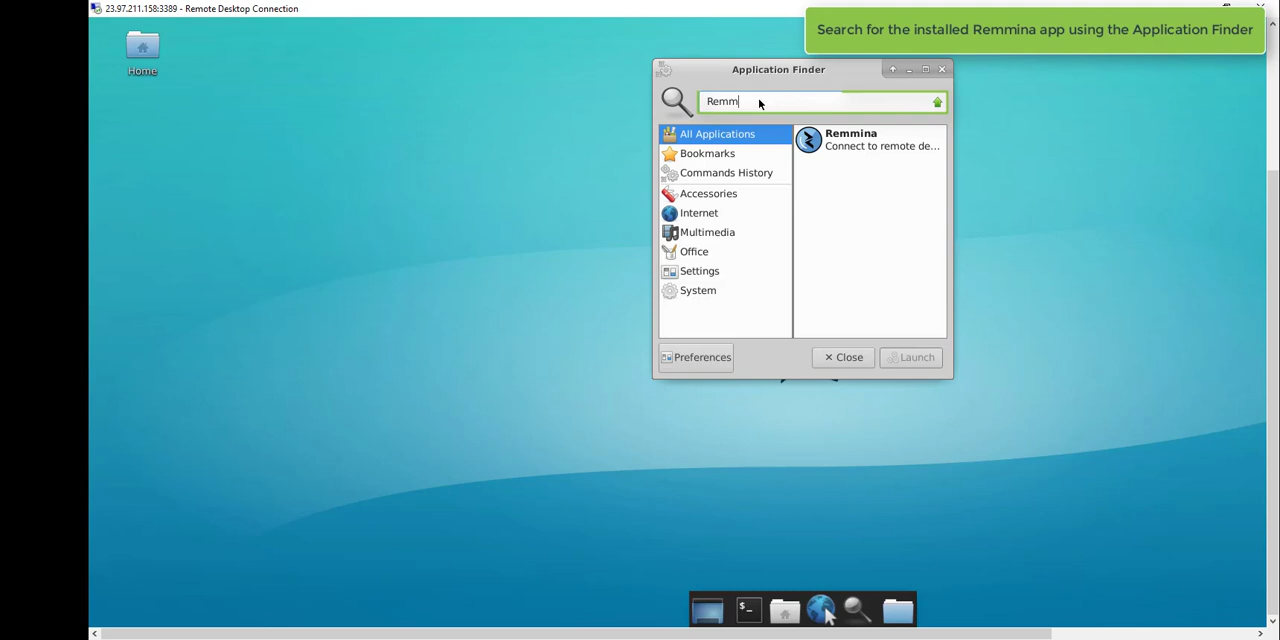 23.97.211.158:3389 - Remote Desktop Connection
Search for the installed Remmina app using the Application Finder
Home
Application Finder
Remm
All Applications
Bookmarks
Commands History
Accessories
Internet
Multimedia
Office
Settings
System
Remmina
Connect to remote de...
Preferences
Close
Launch
$_